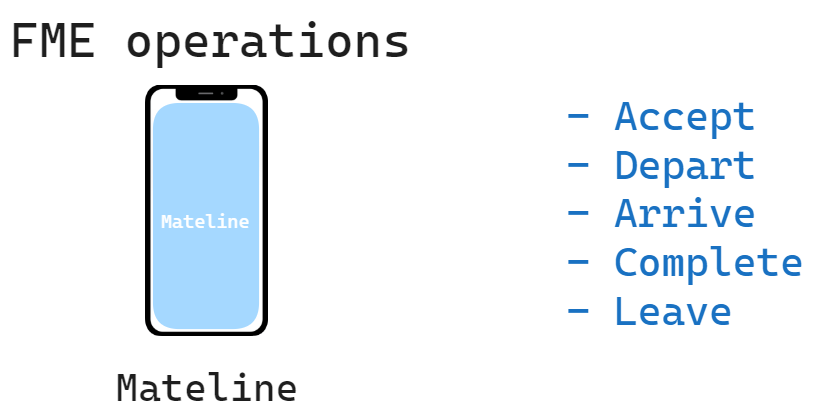 FME operations
Mateline
Mateline
- Accept
- Depart
- Arrive
- Complete
- Leave